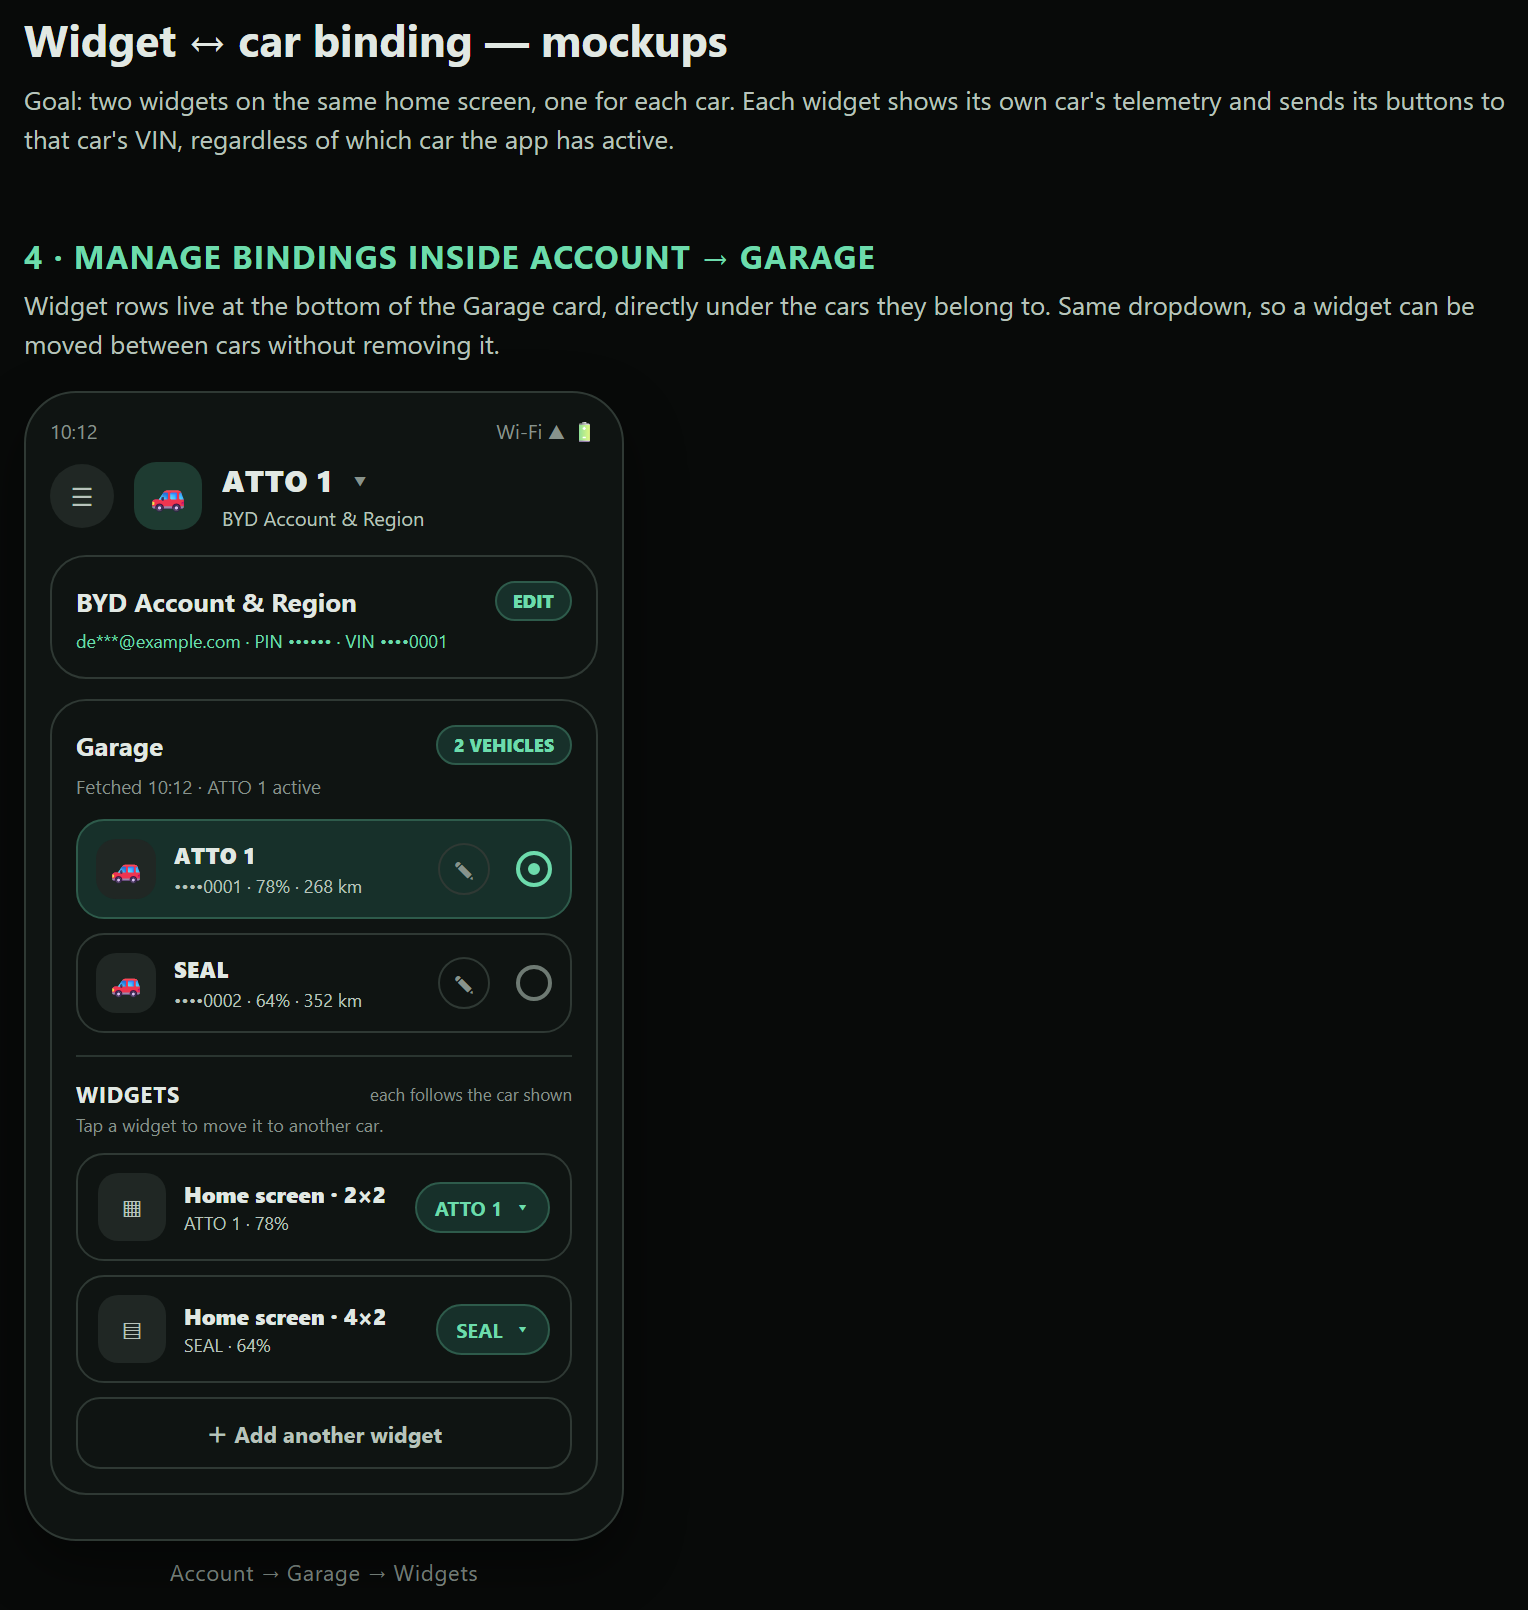 Widget ↔ car binding — mockups
Goal: two widgets on the same home screen, one for each car. Each widget shows its own car's telemetry and sends its buttons to
that car's VIN, regardless of which car the app has active.
4 · MANAGE BINDINGS INSIDE ACCOUNT → GARAGE
Widget rows live at the bottom of the Garage card, directly under the cars they belong to. Same dropdown, so a widget can be
moved between cars without removing it.
10:12 Wi-Fi ▲
ATTO 1 ▼
BYD Account & Region
BYD Account & Region EDIT
de***@example.com · PIN •••••• · VIN ••••0001
Garage 2 VEHICLES
Fetched 10:12 · ATTO 1 active
ATTO 1
••••0001 · 78% · 268 km
SEAL
••••0002 · 64% · 352 km
WIDGETS each follows the car shown
Tap a widget to move it to another car.
Home screen · 2×2
ATTO 1 · 78%
ATTO 1 ▼
Home screen · 4×2
SEAL · 64%
SEAL ▼
+ Add another widget
Account → Garage → Widgets